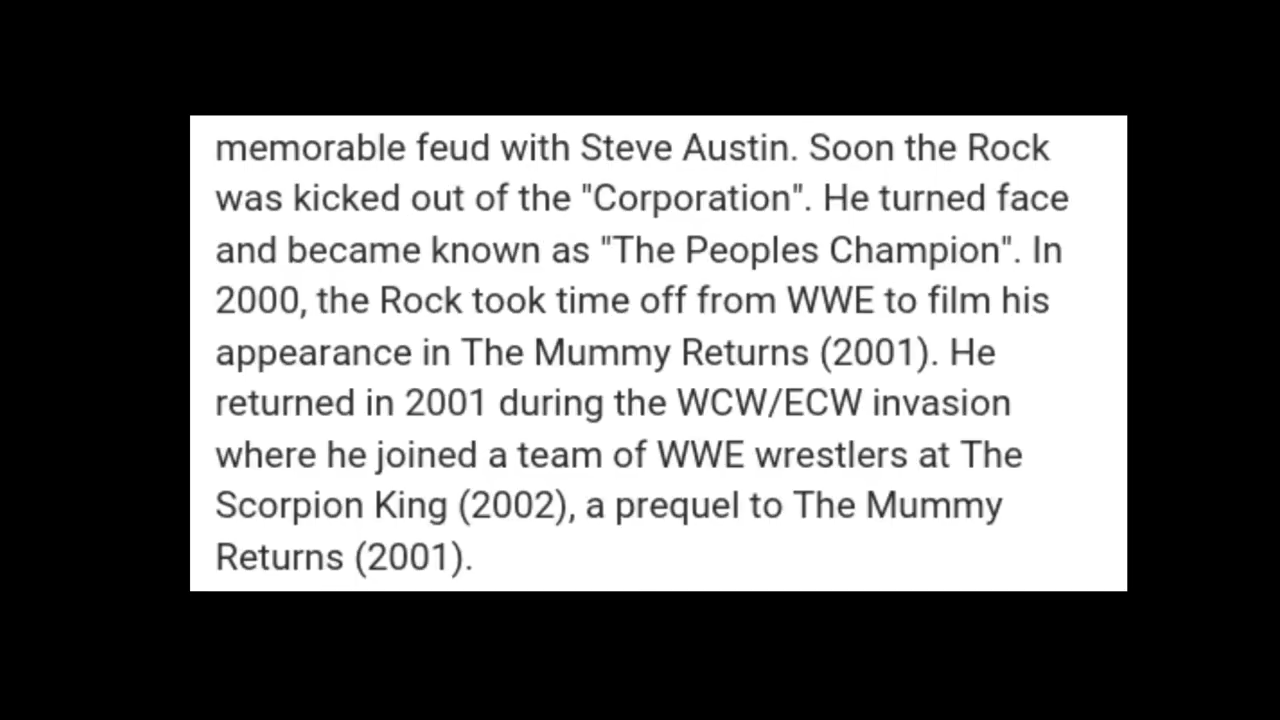 memorable feud with Steve Austin. Soon the Rock
was kicked out of the "Corporation". He turned face
and became known as "The Peoples Champion". In
2000, the Rock took time off from WWE to film his
appearance in The Mummy Returns (2001). He
returned in 2001 during the WCW/ECW invasion
where he joined a team of WWE wrestlers at The
Scorpion King (2002), a prequel to The Mummy
Returns (2001).